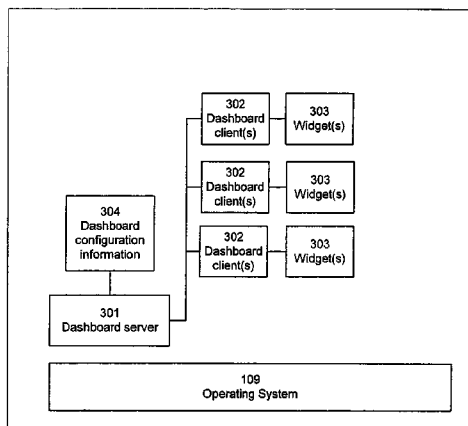 302
Dashboard
client(s)
303
Widget(s)
302
Dashboard
client(s)
303
Widget(s)
304
Dashboard
configuration
information
302
Dashboard
client(s)
303
Widget(s)
301
Dashboard server
109
Operating System